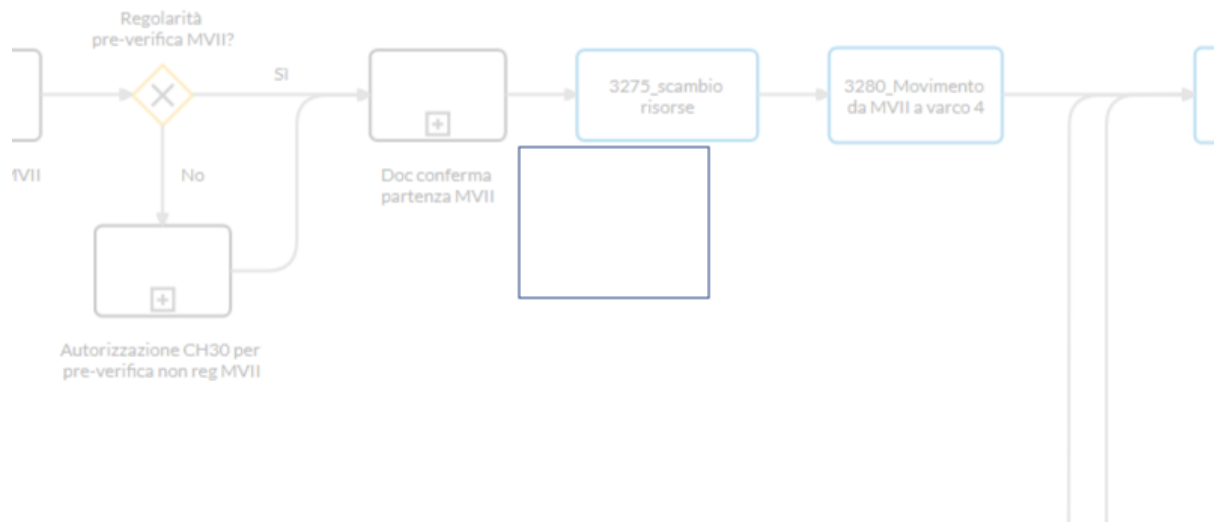 Regolarità
pre-verifica MVII?
SI
No
MVII
Doc conferma
partenza MVII
3275_scambio
risorse
3280_Movimento
da MVII a varco 4
Autorizzazione CH30 per
pre-verifica non reg MVII